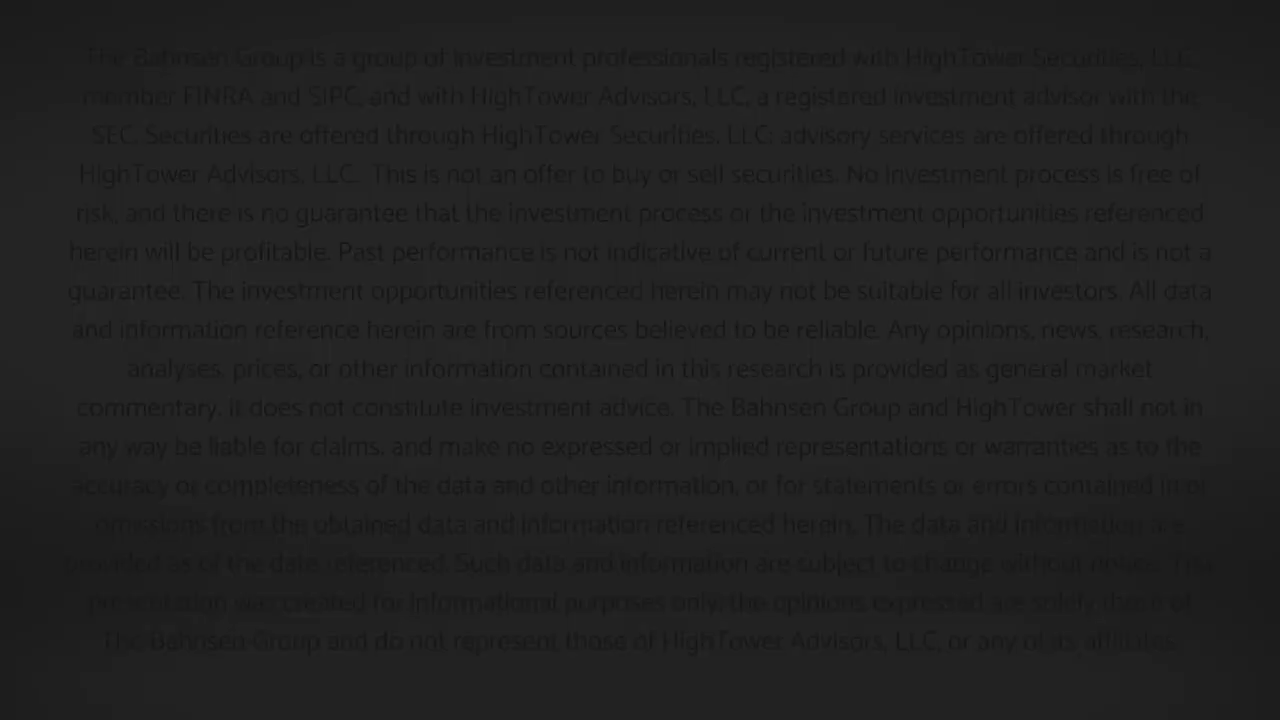 The Bahnsen Group is a group of investment professionals registered with HighTower Securities, LLC,
member FINRA and SIPC, and with HighTower Advisors, LLC, a registered investment advisor with the
SEC. Securities are offered through HighTower Securities, LLC; advisory services are offered through
HighTower Advisors, LLC. This is not an offer to buy or sell securities. No investment process is free of
risk, and there is no guarantee that the investment process or the investment opportunities referenced
herein will be profitable. Past performance is not indicative of current or future performance and is not a
guarantee. The investment opportunities referenced herein may not be suitable for all investors. All data
and information reference herein are from sources believed to be reliable. Any opinions, news, research,
analyses, prices, or other information contained in this research is provided as general market
commentary, it does not constitute investment advice. The Bahnsen Group and HighTower shall not in
any way be liable for claims, and make no expressed or implied representations or warranties as to the
accuracy or completeness of the data and other information, or for statements or errors contained in or
omissions from the obtained data and information referenced herein. The data and information are
provided as of the date referenced. Such data and information are subject to change without notice. This
presentation was created for informational purposes only; the opinions expressed are solely those of
The Bahnsen Group and do not represent those of HighTower Advisors, LLC, or any of its affiliates.